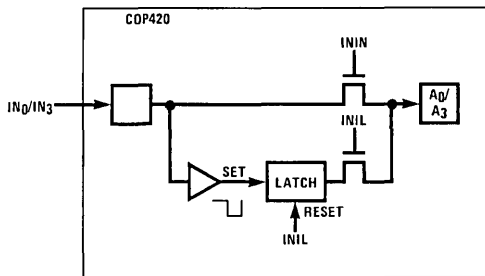 COP420
ININ
IN0/IN3
A0/
A3
INIL
SET
LATCH
RESET
INIL